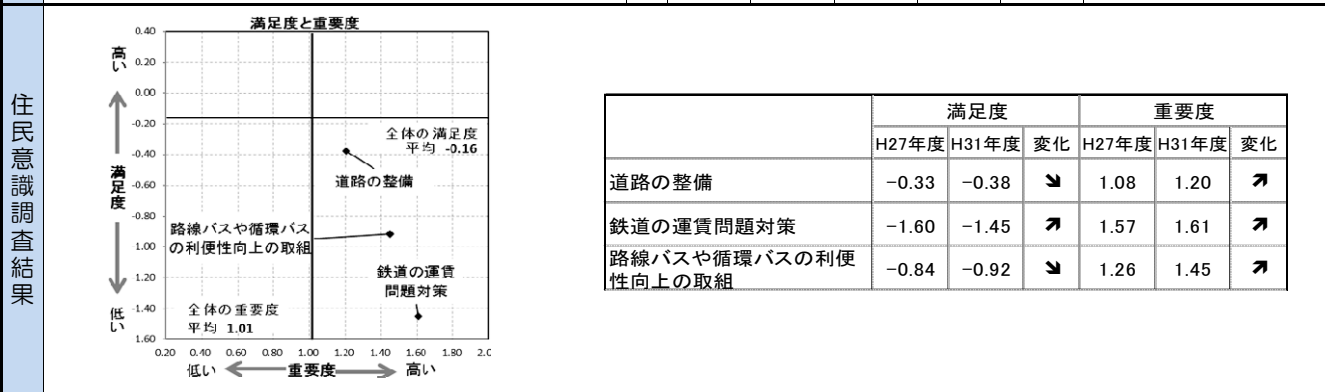 住民意識調査結果
満足度と重要度
高い
満足度
低い
0.40
0.20
0.00
-0.20
-0.40
-0.60
-0.80
1.00
1.20
-1.40
1.60
全体の満足度
平均 -0.16
道路の整備
路線バスや循環バス
の利便性向上の取組
鉄道の運賃
問題対策
全体の重要度
平均 1.01
0.20 0.40 0.60 0.80 1.00 1.20 1.40 1.60 1.80 2.0
低い 重要度 高い
満足度 重要度
H27年度 H31年度 変化 H27年度 H31年度 変化
道路の整備 -0.33 -0.38 ➘ 1.08 1.20 ➚
鉄道の運賃問題対策 -1.60 -1.45 ➚ 1.57 1.61 ➚
路線バスや循環バスの利便
性向上の取組 -0.84 -0.92 ➘ 1.26 1.45 ➚